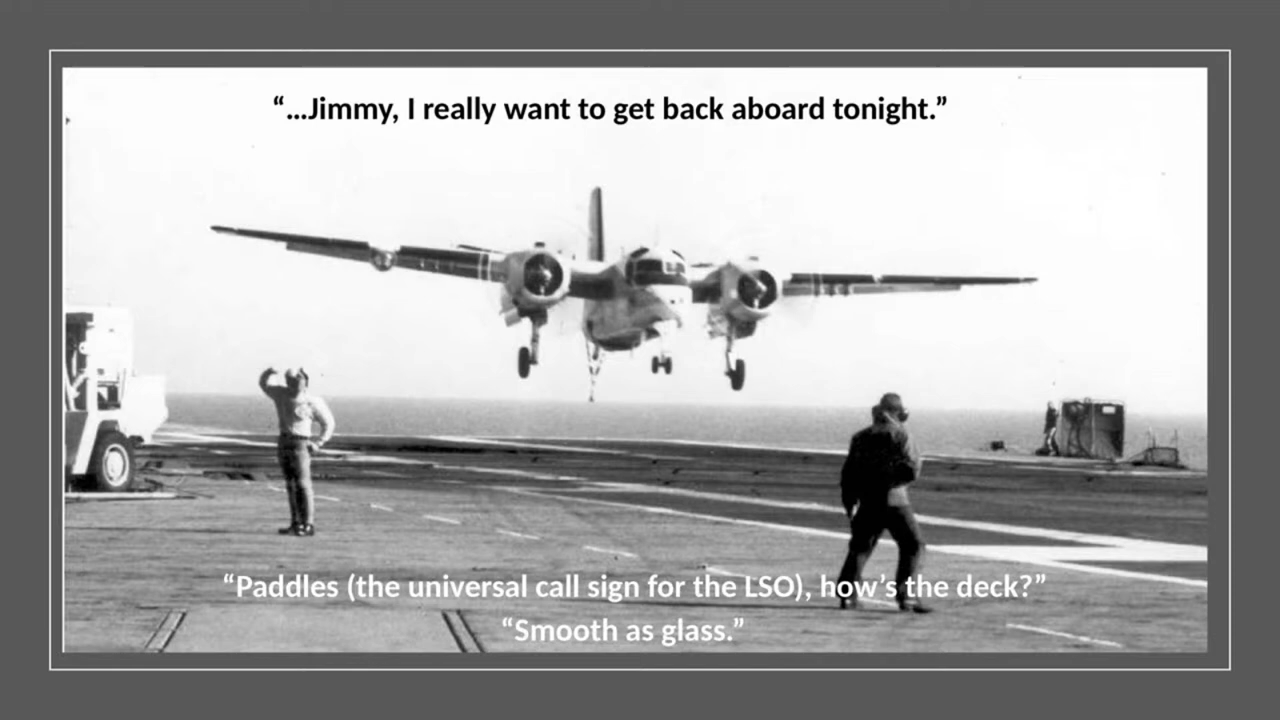 “...Jimmy, I really want to get back aboard tonight.”
“Paddles (the universal call sign for the LSO), how’s the deck?”
“Smooth as glass.”